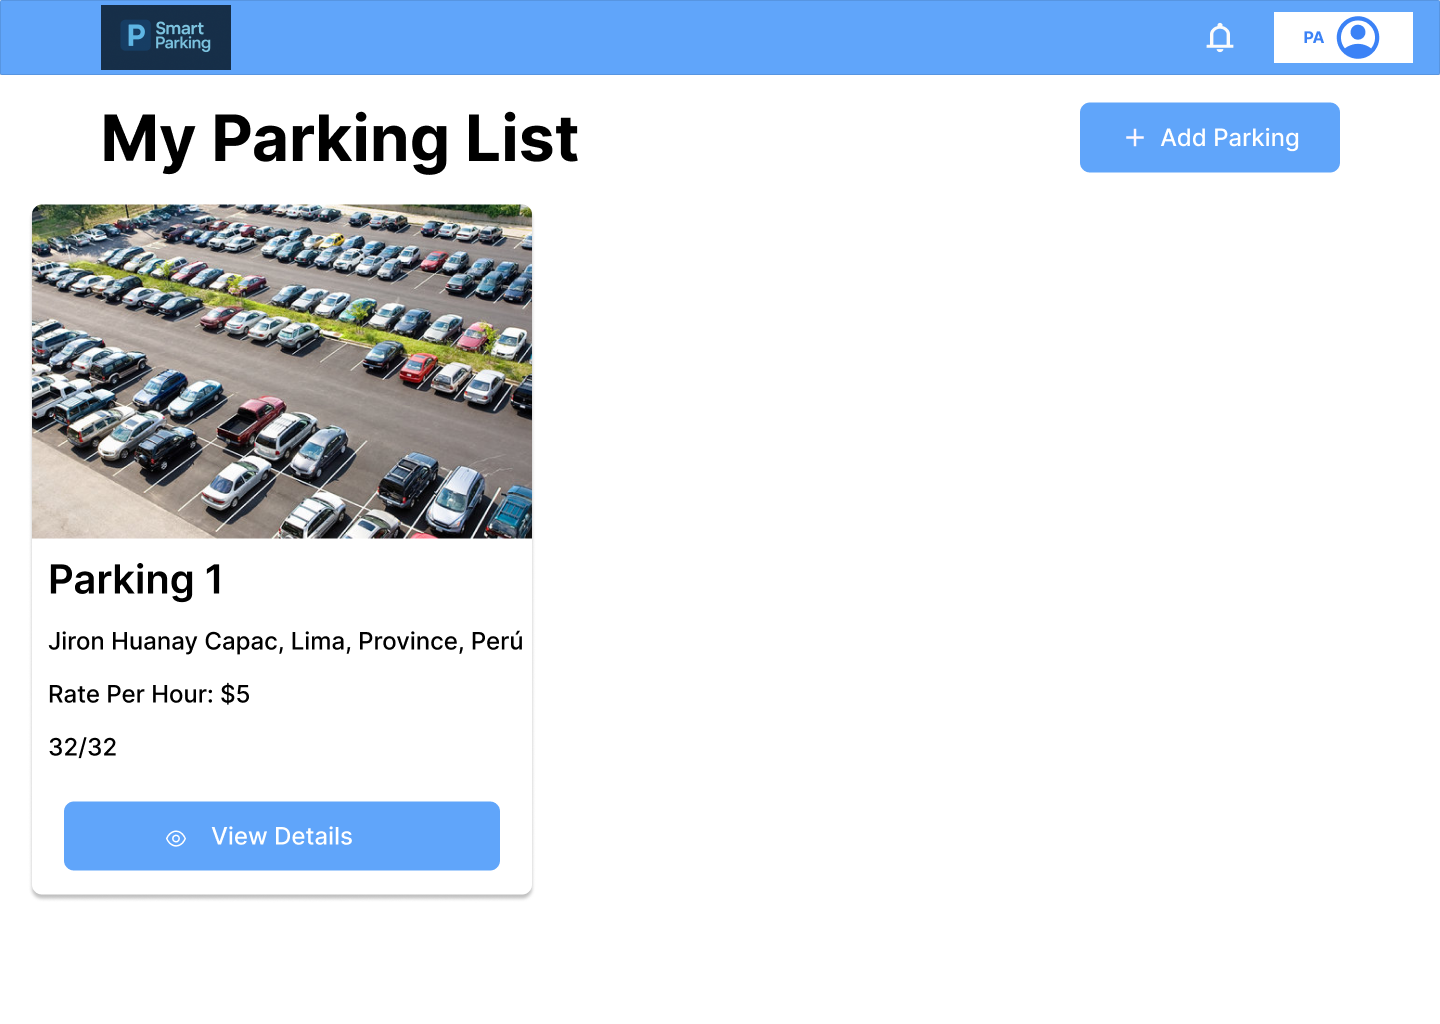 P Smart
Parking
PA
My Parking List
Add Parking
Parking 1
Jiron Huanay Capac, Lima, Province, Perú
Rate Per Hour: $5
32/32
View Details